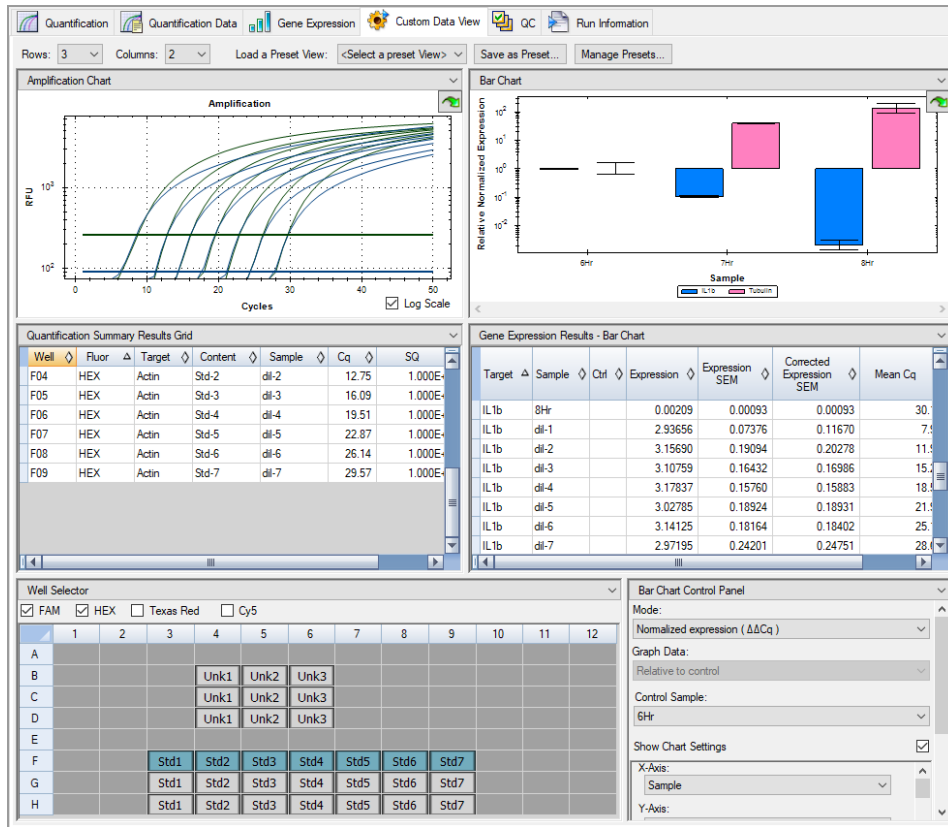 Quantification Quantification Data Gene Expression Custom Data View QC Run Information
Rows: 3 Columns: 2 Load a Preset View: <Select a preset View> Save as Preset... Manage Presets...
Amplification Chart
Amplification
RFU
10³
10²
0 10 20 30 40 50
Cycles
Log Scale
Bar Chart
Relative Normalized Expression
10²
10¹
10⁰
10⁻¹
10⁻²
6Hr 7Hr 8Hr
Sample
IL1b Tubulin
Quantification Summary Results Grid
Well Fluor Target Content Sample Cq SQ
F04 HEX Actin Std-2 dil-2 12.75 1.000E+
F05 HEX Actin Std-3 dil-3 16.09 1.000E+
F06 HEX Actin Std-4 dil-4 19.51 1.000E+
F07 HEX Actin Std-5 dil-5 22.87 1.000E+
F08 HEX Actin Std-6 dil-6 26.14 1.000E+
F09 HEX Actin Std-7 dil-7 29.57 1.000E+
Gene Expression Results - Bar Chart
Target Sample Ctrl Expression Expression SEM Corrected Expression SEM Mean Cq
IL1b 8Hr 0.00209 0.00093 0.00093 30.
IL1b dil-1 2.93656 0.07376 0.11670 7.
IL1b dil-2 3.15690 0.19094 0.20278 11.
IL1b dil-3 3.10759 0.16432 0.16986 15.
IL1b dil-4 3.17837 0.15760 0.15883 18.
IL1b dil-5 3.02785 0.18924 0.18931 21.
IL1b dil-6 3.14125 0.18164 0.18402 25.
IL1b dil-7 2.97195 0.24201 0.24751 28.
Well Selector
FAM HEX Texas Red Cy5
1 2 3 4 5 6 7 8 9 10 11 12
A
B Unk1 Unk2 Unk3
C Unk1 Unk2 Unk3
D Unk1 Unk2 Unk3
E
F Std1 Std2 Std3 Std4 Std5 Std6 Std7
G Std1 Std2 Std3 Std4 Std5 Std6 Std7
H Std1 Std2 Std3 Std4 Std5 Std6 Std7
Bar Chart Control Panel
Mode:
Normalized expression ( ΔΔCq )
Graph Data:
Relative to control
Control Sample:
6Hr
Show Chart Settings
X-Axis:
Sample
Y-Axis: